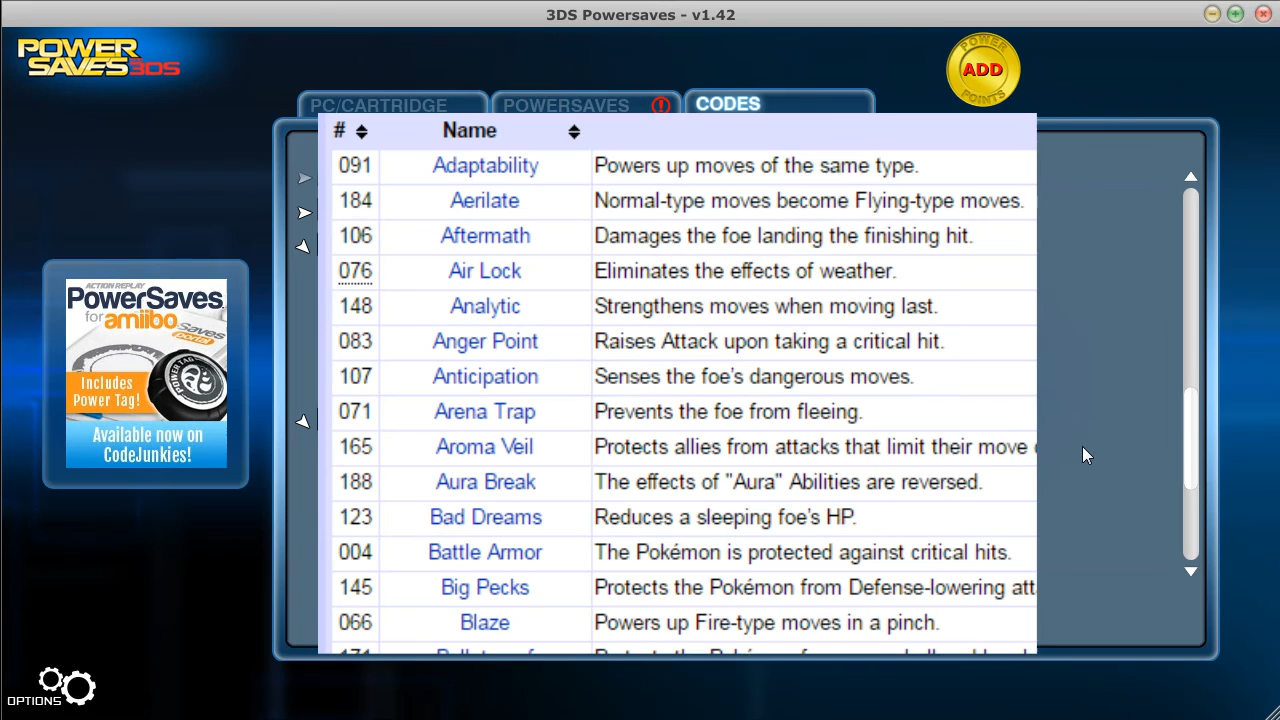 3DS Powersaves - v1.42
POWER
SAVES3DS
POWER
ADD
POINTS
PC/CARTRIDGE
POWERSAVES
CODES
# Name
091 Adaptability Powers up moves of the same type.
184 Aerilate Normal-type moves become Flying-type moves.
106 Aftermath Damages the foe landing the finishing hit.
076 Air Lock Eliminates the effects of weather.
148 Analytic Strengthens moves when moving last.
083 Anger Point Raises Attack upon taking a critical hit.
107 Anticipation Senses the foe's dangerous moves.
071 Arena Trap Prevents the foe from fleeing.
165 Aroma Veil Protects allies from attacks that limit their move
188 Aura Break The effects of "Aura" Abilities are reversed.
123 Bad Dreams Reduces a sleeping foe's HP.
004 Battle Armor The Pokémon is protected against critical hits.
145 Big Pecks Protects the Pokémon from Defense-lowering att
066 Blaze Powers up Fire-type moves in a pinch.
ACTION REPLAY
PowerSaves
for amiibo
Saves
portal
POWER TAG
Includes
Power Tag!
Available now on
CodeJunkies!
OPTIONS